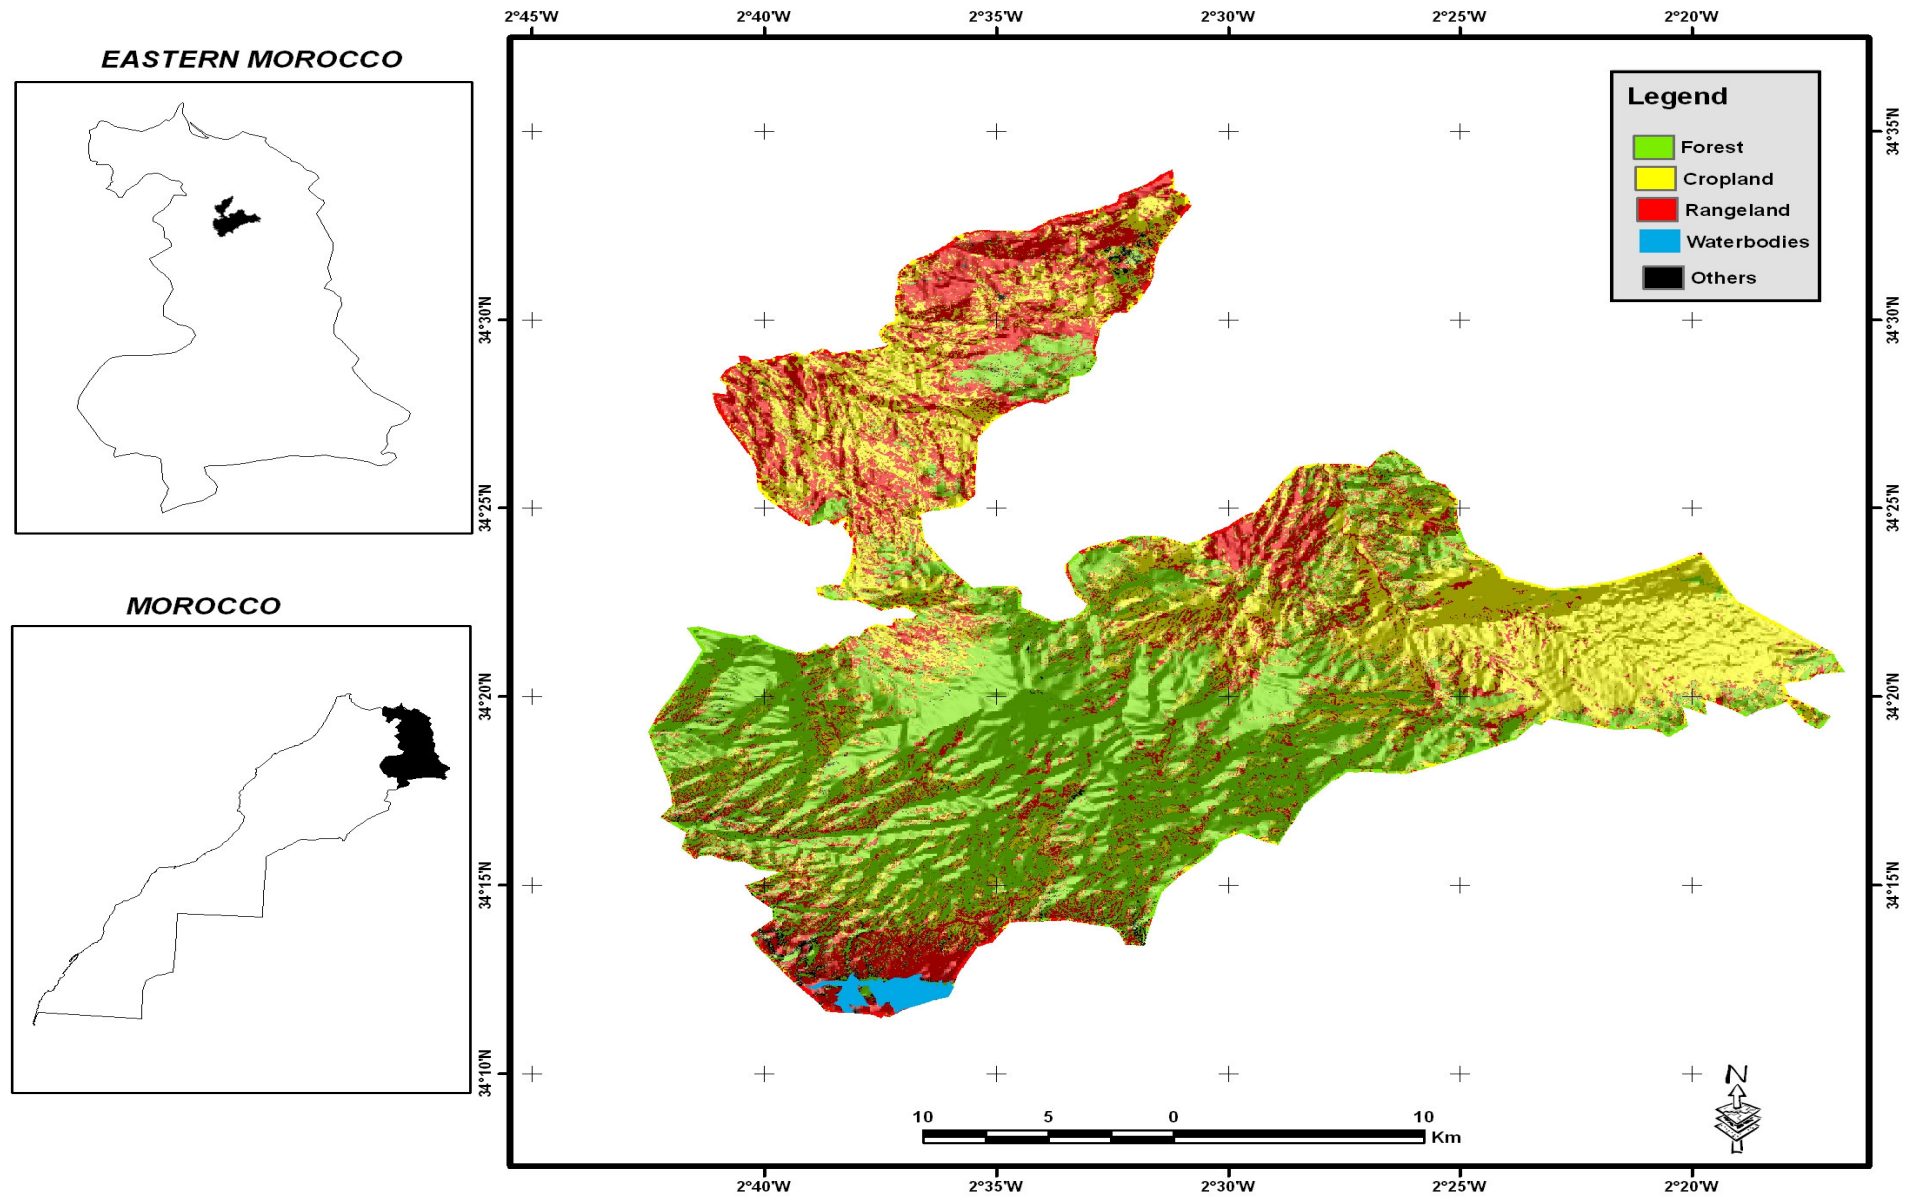 2°45'W 2°40'W 2°35'W 2°30'W 2°25'W 2°20'W
EASTERN MOROCCO
Legend
Forest
Cropland
Rangeland
Waterbodies
Others
34°35'N
34°30'N 34°30'N
34°25'N 34°25'N
MOROCCO
34°20'N 34°20'N
34°15'N 34°15'N
34°10'N
N
10 5 0 10
Km
2°40'W 2°35'W 2°30'W 2°25'W 2°20'W